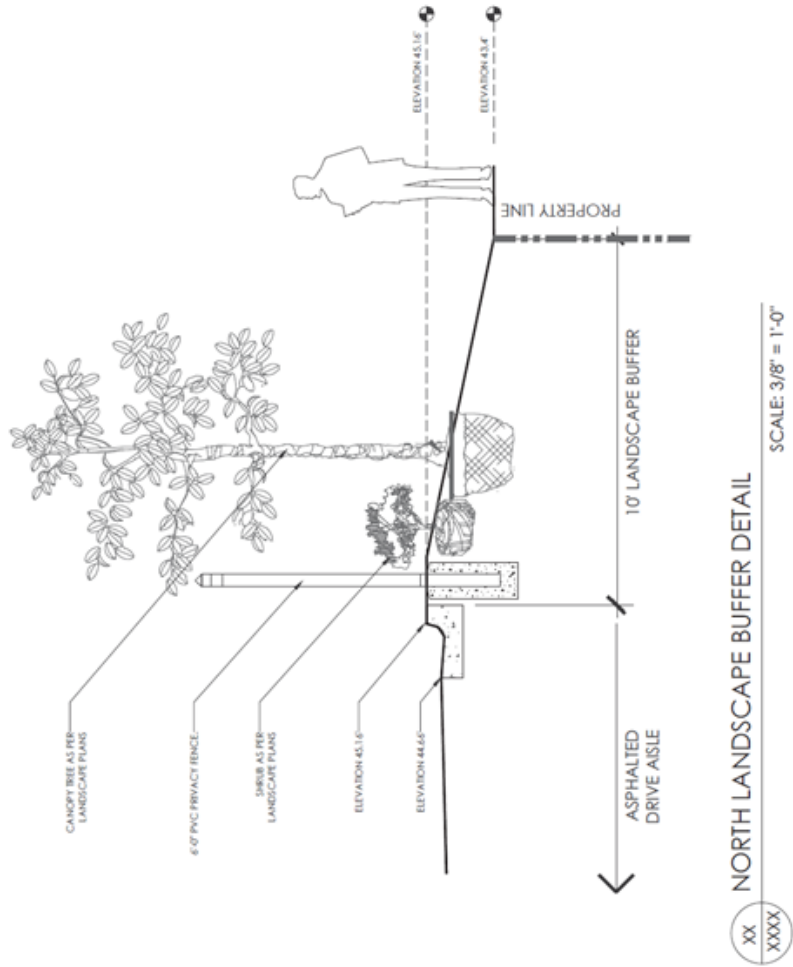 CANOPY TREE AS PER
LANDSCAPE PLANS
6'-0" PVC PRIVACY FENCE
SHRUB AS PER
LANDSCAPE PLANS
ELEVATION 45.16'
ELEVATION 44.66'
ELEVATION 45.16'
ELEVATION 43.4'
PROPERTY LINE
ASPHALTED
DRIVE AISLE
10' LANDSCAPE BUFFER
XX
XXXX
NORTH LANDSCAPE BUFFER DETAIL
SCALE: 3/8" = 1'-0"